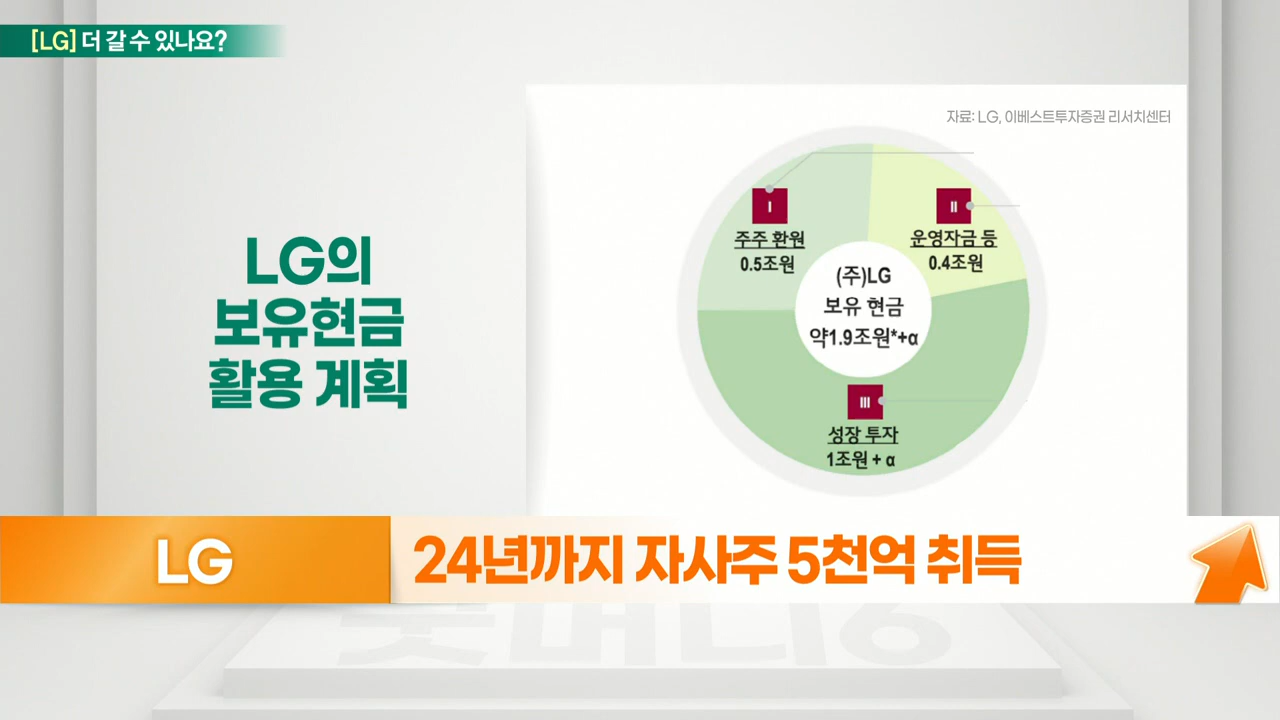 [LG] 더 갈 수 있나요?
자료: LG, 이베스트투자증권 리서치센터
LG의
보유현금
활용 계획
I
주주 환원
0.5조원
II
운영자금 등
0.4조원
(주)LG
보유 현금
약1.9조원*+α
III
성장 투자
1조원 + α
LG
24년까지 자사주 5천억 취득
굿머니6